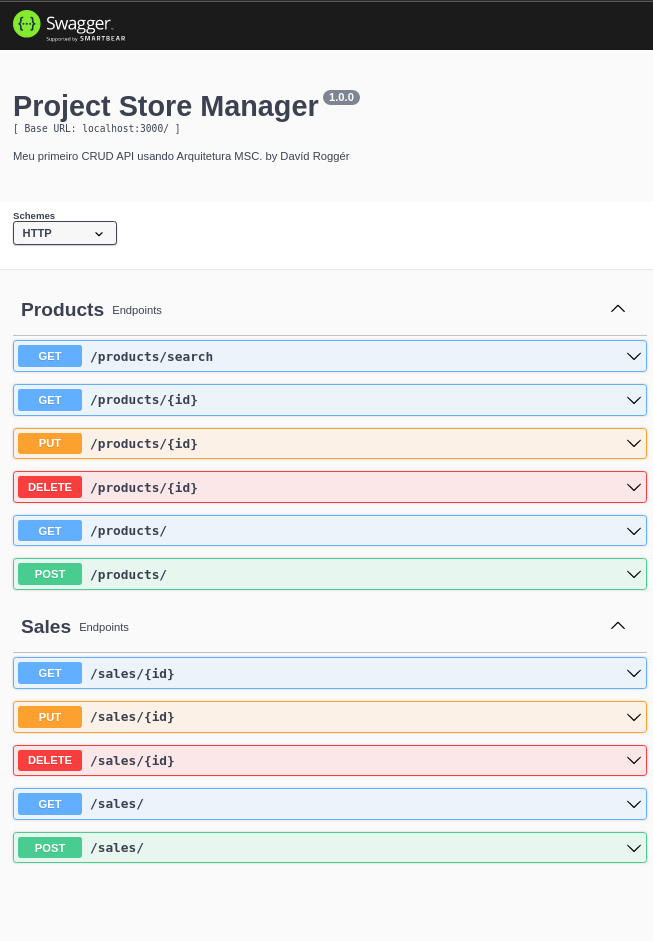 Swagger
Supported by SMARTBEAR
Project Store Manager 1.0.0
[ Base URL: localhost:3000/ ]
Meu primeiro CRUD API usando Arquitetura MSC. by Davíd Roggér
Schemes
HTTP
Products Endpoints
GET /products/search
GET /products/{id}
PUT /products/{id}
DELETE /products/{id}
GET /products/
POST /products/
Sales Endpoints
GET /sales/{id}
PUT /sales/{id}
DELETE /sales/{id}
GET /sales/
POST /sales/